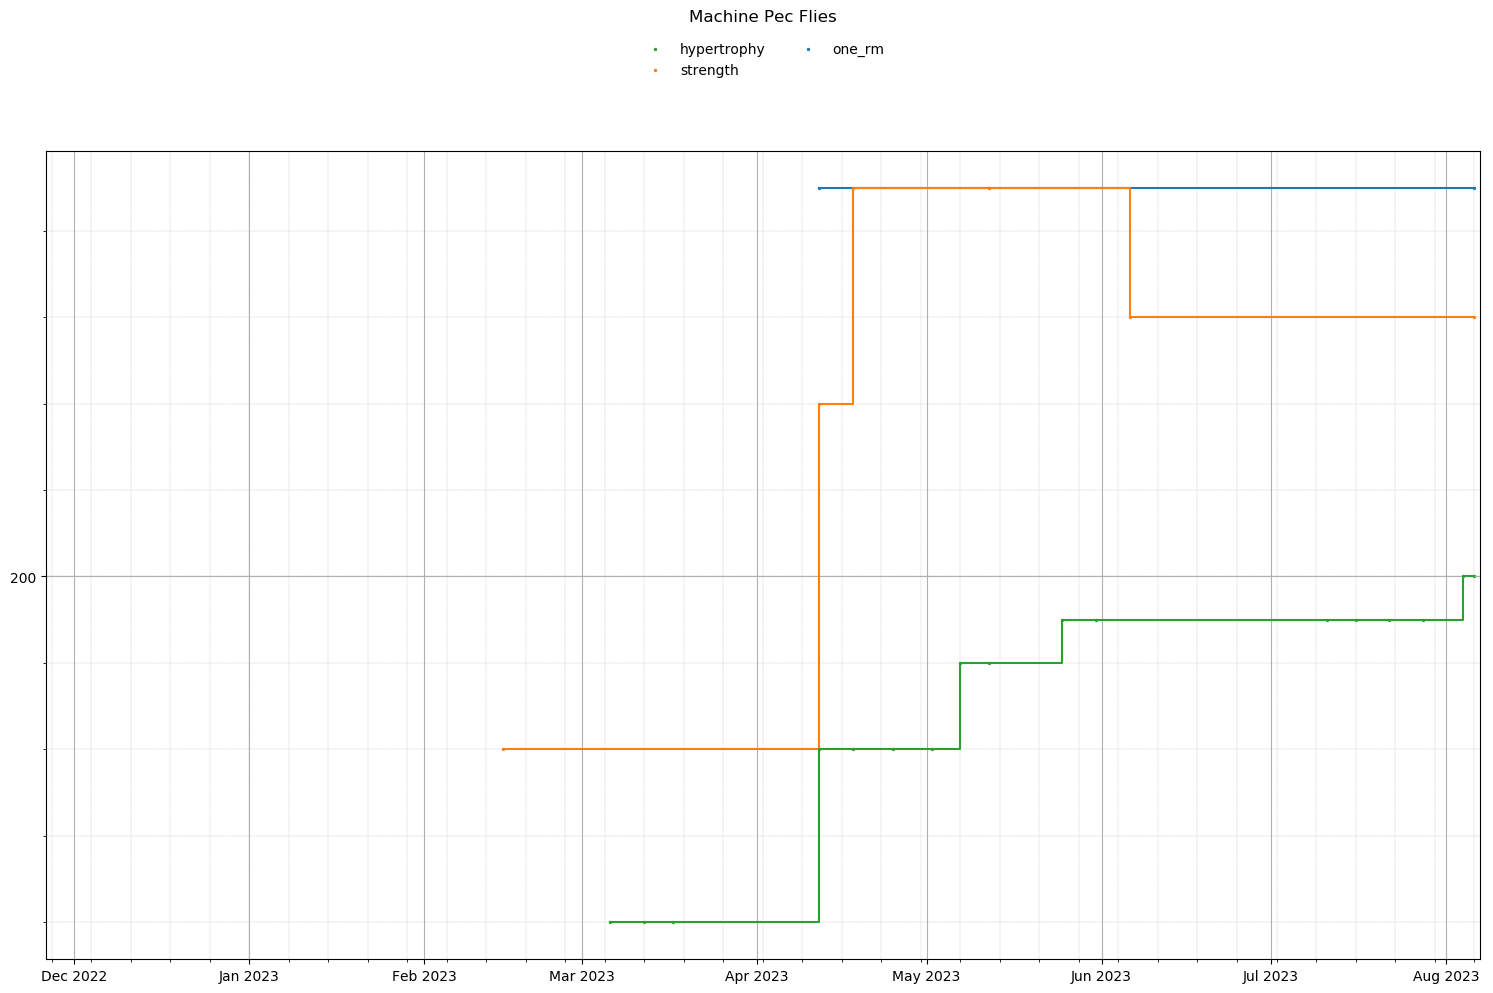 Machine Pec Flies
hypertrophy one_rm
strength
200
Dec 2022 Jan 2023 Feb 2023 Mar 2023 Apr 2023 May 2023 Jun 2023 Jul 2023 Aug 2023